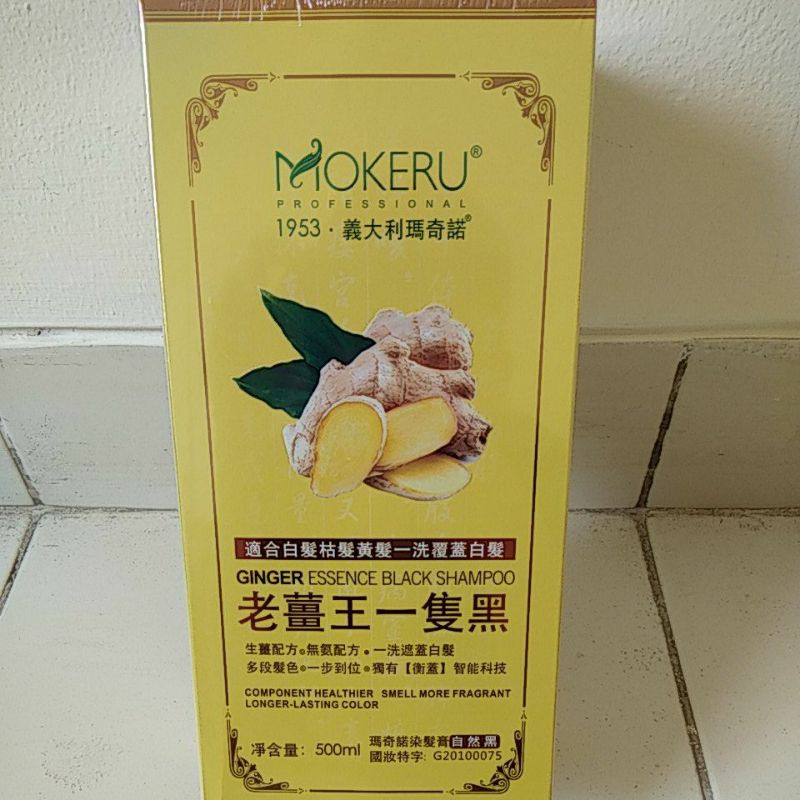 MOKERU®
PROFESSIONAL
1953·義大利瑪奇諾®
適合白髮枯髮黃髮一洗覆蓋白髮
GINGER ESSENCE BLACK SHAMPOO
老薑王一隻黑
生薑配方。無氨配方·一洗遮蓋白髮
多段髮色。一步到位·獨有【衡蓋】智能科技
COMPONENT HEALTHIER SMELL MORE FRAGRANT
LONGER-LASTING COLOR
凈含量: 500ml
瑪奇諾染髮膏 自然黑
國妝特字: G20100075